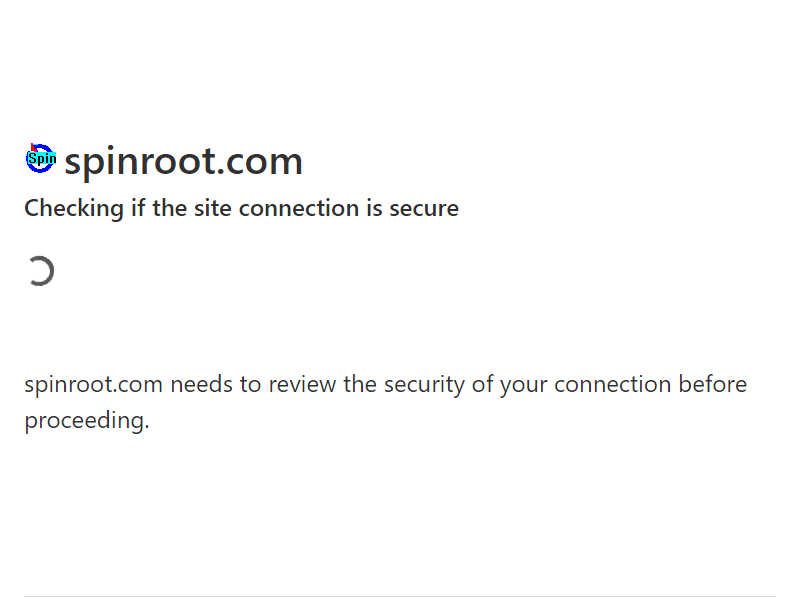 Spin
spinroot.com
Checking if the site connection is secure
spinroot.com needs to review the security of your connection before
proceeding.